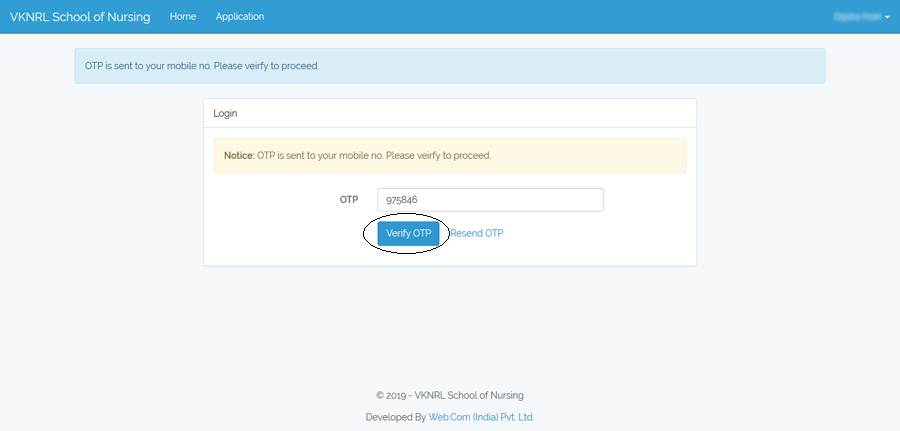 VKNRL School of Nursing Home Application
OTP is sent to your mobile no. Please veirfy to proceed.
Login
Notice: OTP is sent to your mobile no. Please veirfy to proceed.
OTP 975846
Verify OTP Resend OTP
© 2019 - VKNRL School of Nursing
Developed By Web.Com (India) Pvt. Ltd.